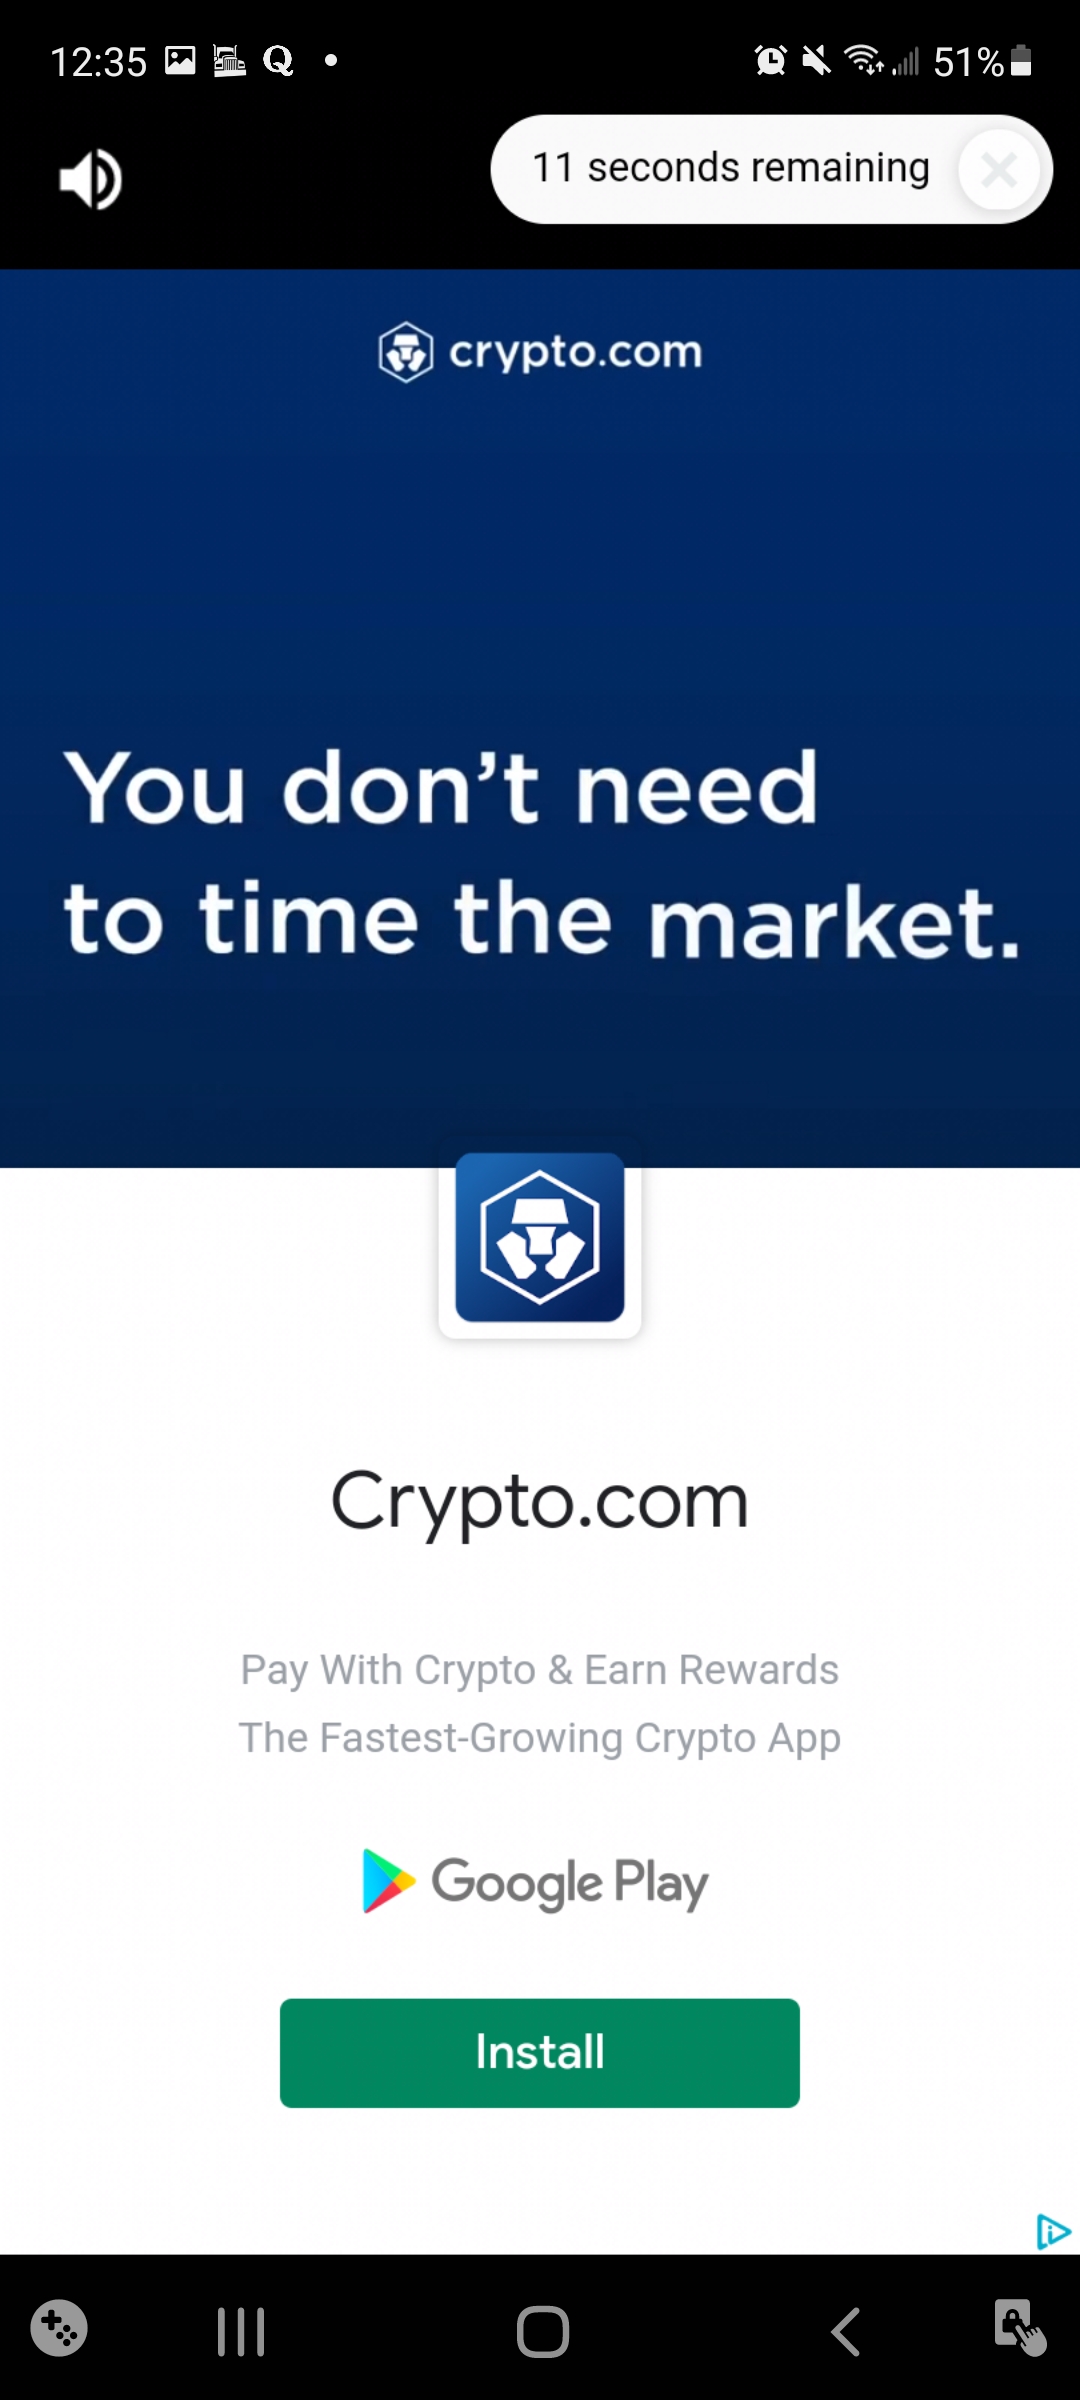 12:35 Q 51%
11 seconds remaining
crypto.com
You don't need
to time the market.
Crypto.com
Pay With Crypto & Earn Rewards
The Fastest-Growing Crypto App
Google Play
Install